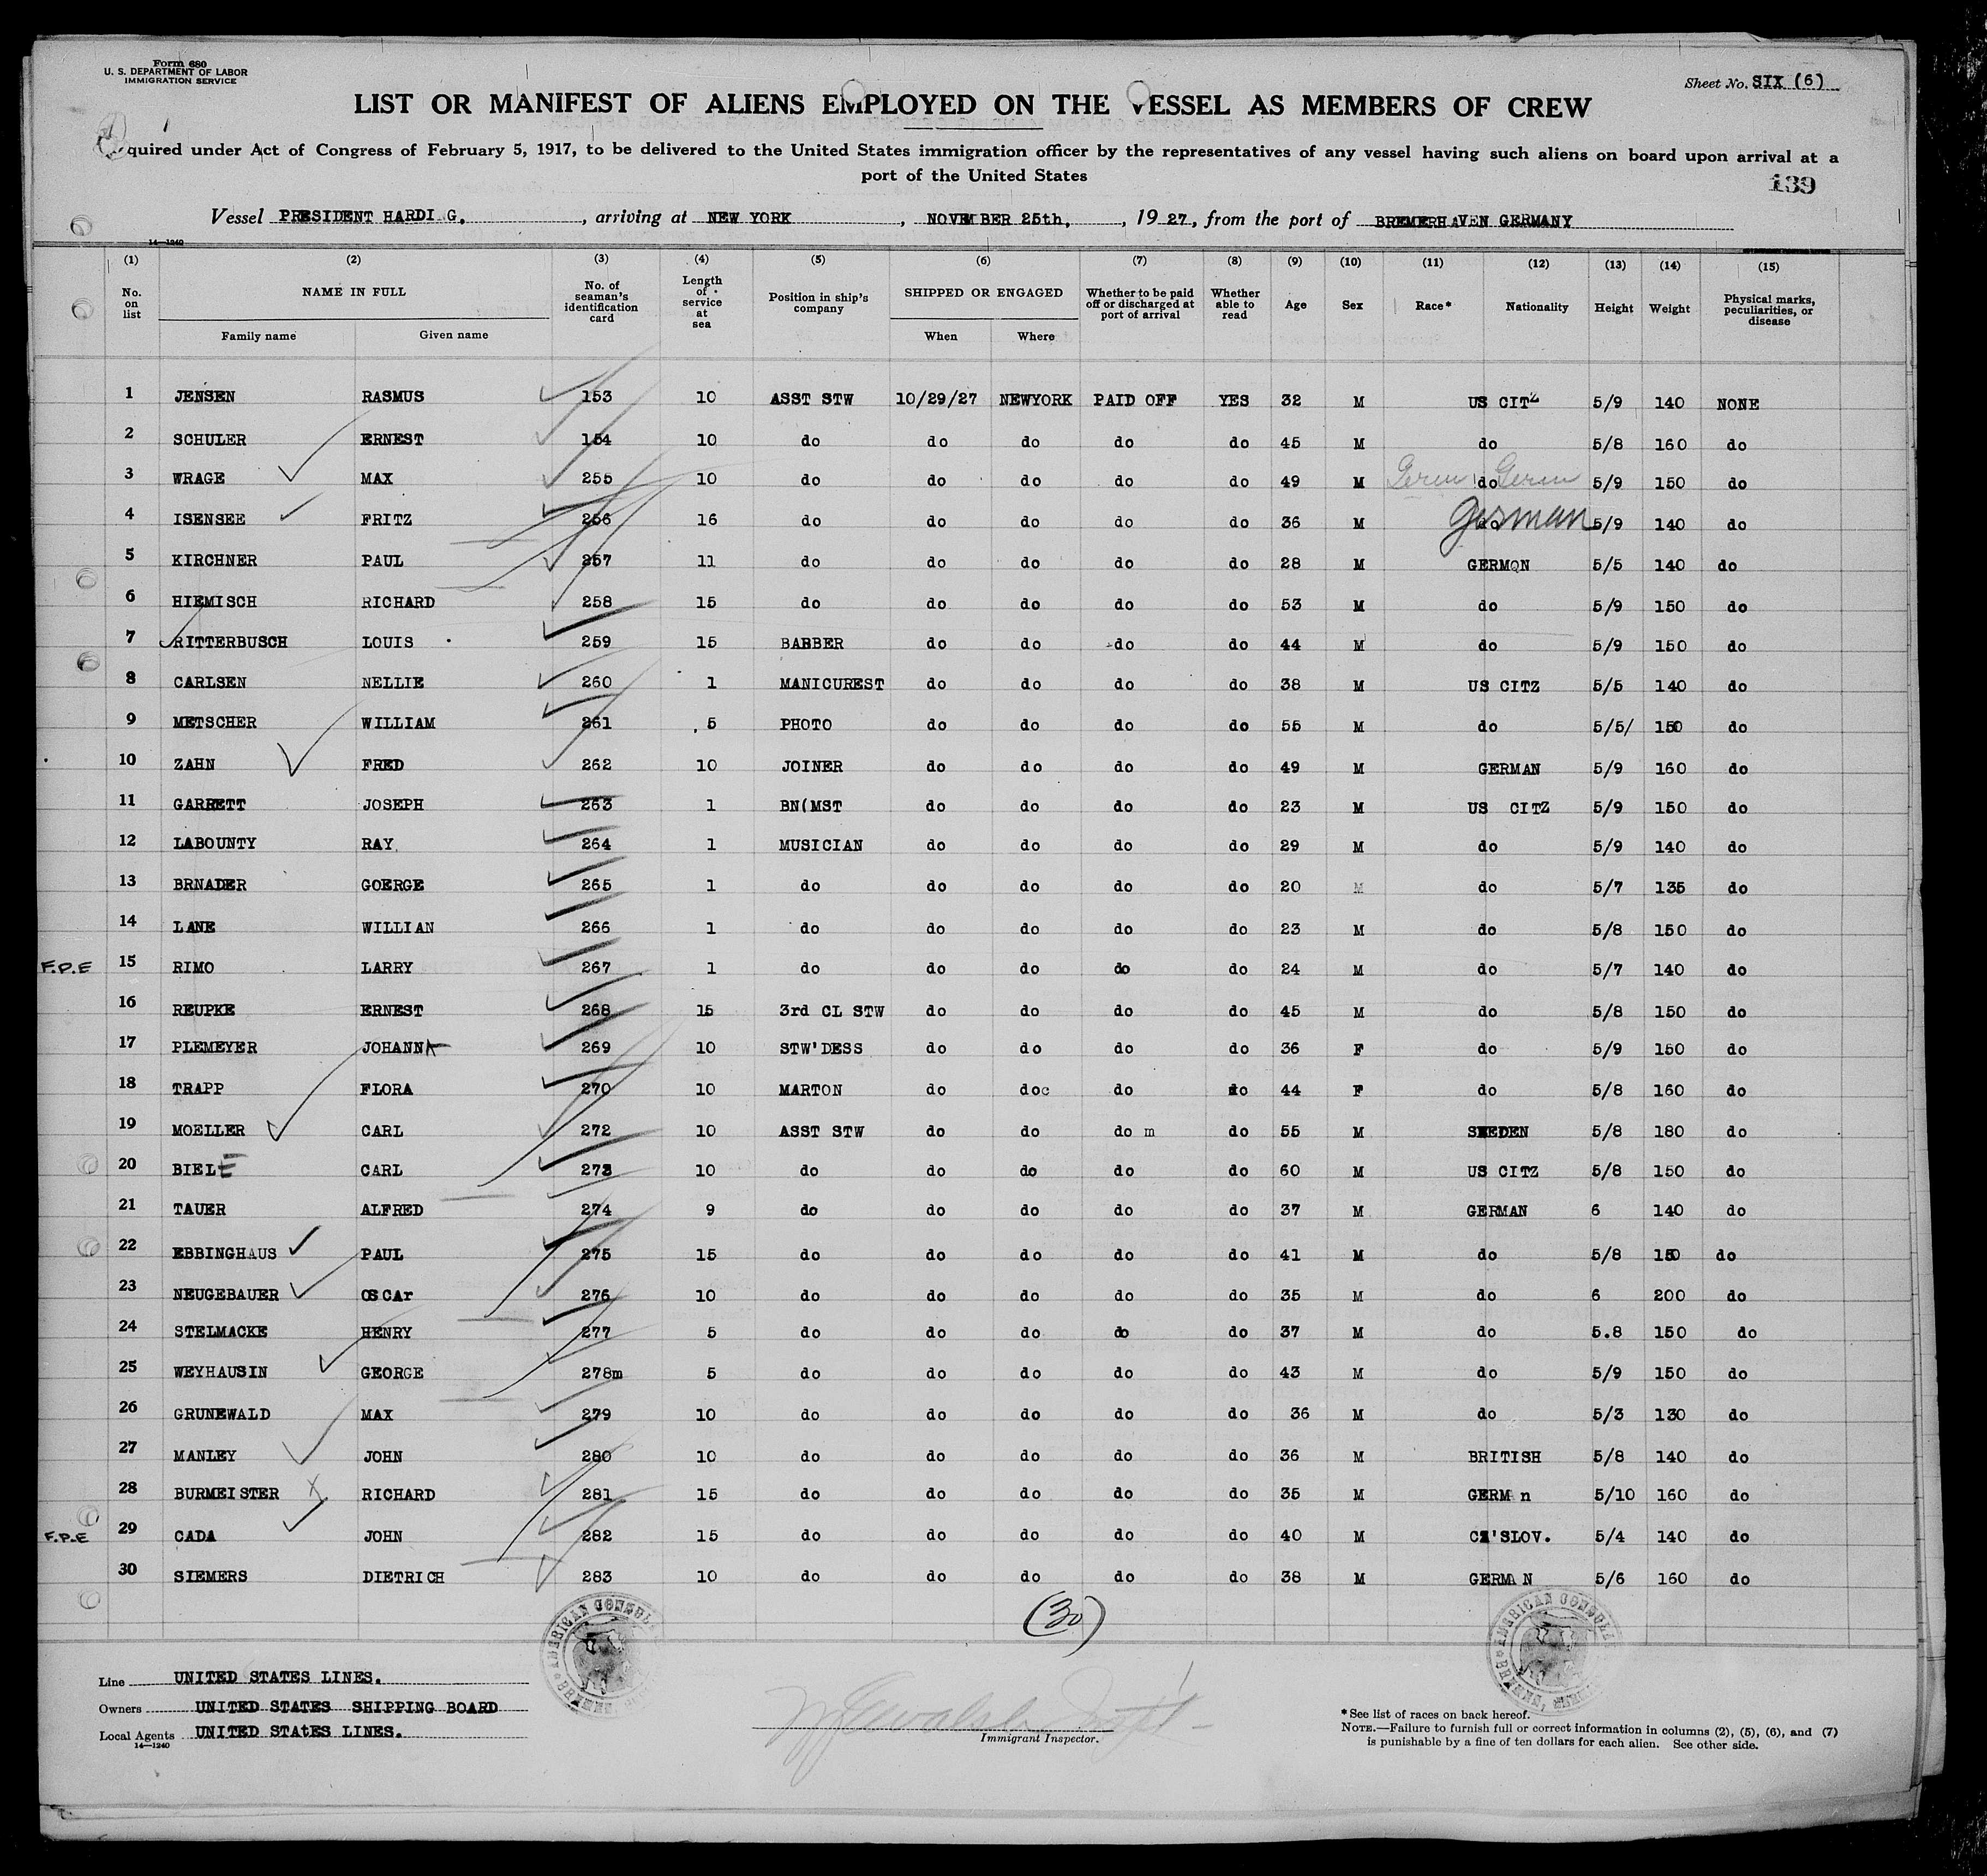 Form 680
U. S. DEPARTMENT OF LABOR
IMMIGRATION SERVICE
Sheet No. SIX (6)
LIST OR MANIFEST OF ALIENS EMPLOYED ON THE VESSEL AS MEMBERS OF CREW
quired under Act of Congress of February 5, 1917, to be delivered to the United States immigration officer by the representatives of any vessel having such aliens on board upon arrival at a
port of the United States
139
Vessel PRESIDENT HARDI G. , arriving at NEW YORK , NOVEMBER 25th, , 19 27, from the port of BREMERHAVEN GERMANY
14—1240
(1) (2) (3) (4) (5) (6) (7) (8) (9) (10) (11) (12) (13) (14) (15)
No. on list NAME IN FULL Family name Given name No. of seaman's identification card Length of service at sea Position in ship's company SHIPPED OR ENGAGED When Where Whether to be paid off or discharged at port of arrival Whether able to read Age Sex Race* Nationality Height Weight Physical marks, peculiarities, or disease
1 JENSEN RASMUS 153 10 ASST STW 10/29/27 NEWYORK PAID OFF YES 32 M US CITZ 5/9 140 NONE
2 SCHULER ERNEST 154 10 do do do do do 45 M do 5/8 160 do
3 WRAGE MAX 255 10 do do do do do 49 M Germ do Germ 5/9 150 do
4 ISENSEE FRITZ 256 16 do do do do do 36 M do German 5/9 140 do
5 KIRCHNER PAUL 257 11 do do do do do 28 M GERMQN 5/5 140 do
6 HIEMISCH RICHARD 258 15 do do do do do 53 M do 5/9 150 do
7 RITTERBUSCH LOUIS 259 15 BARBER do do do do 44 M do 5/9 150 do
8 CARLSEN NELLIE 260 1 MANICUREST do do do do 38 M US CITZ 5/5 140 do
9 METSCHER WILLIAM 261 5 PHOTO do do do do 55 M do 5/5/ 150 do
10 ZAHN FRED 262 10 JOINER do do do do 49 M GERMAN 5/9 160 do
11 GARRETT JOSEPH 263 1 BN(MST do do do do 23 M US CITZ 5/9 150 do
12 LABOUNTY RAY 264 1 MUSICIAN do do do do 29 M do 5/9 140 do
13 BRNADER GOERGE 265 1 do do do do do 20 M do 5/7 135 do
14 LANE WILLIAN 266 1 do do do do do 23 M do 5/8 150 do
F.P.E 15 RIMO LARRY 267 1 do do do do do 24 M do 5/7 140 do
16 REUPKE ERNEST 268 15 3rd CL STW do do do do 45 M do 5/8 150 do
17 PLEMEYER JOHANNA 269 10 STW'DESS do do do do 36 F do 5/9 150 do
18 TRAPP FLORA 270 10 MARTON do doc do do 44 F do 5/8 160 do
19 MOELLER CARL 272 10 ASST STW do do do m do 55 M SWEDEN 5/8 180 do
20 BIELE CARL 273 10 do do do do do 60 M US CITZ 5/8 150 do
21 TAUER ALFRED 274 9 do do do do do 37 M GERMAN 6 140 do
22 EBBINGHAUS PAUL 275 15 do do do do do 41 M do 5/8 150 do
23 NEUGEBAUER OSCAr 276 10 do do do do do 35 M do 6 200 do
24 STELMACKE HENRY 277 5 do do do do do 37 M do 5.8 150 do
25 WEYHAUSIN GEORGE 278m 5 do do do do do 43 M do 5/9 150 do
26 GRUNEWALD MAX 279 10 do do do do do 36 M do 5/3 130 do
27 MANLEY JOHN 280 10 do do do do do 36 M BRITISH 5/8 140 do
28 BURMEISTER X RICHARD 281 15 do do do do do 35 M GERMA n 5/10 160 do
F.P.E 29 CADA JOHN 282 15 do do do do do 40 M CZ'SLOV. 5/4 140 do
30 SIEMERS DIETRICH 283 10 do do do do do 38 M GERMA N 5/6 160 do
(30)
AMERICAN CONSUL
AMERICAN CONSUL
Line UNITED STATES LINES.
Owners UNITED STATES SHIPPING BOARD
Local Agents UNITED STAtES LINES.
14—1240
Immigrant Inspector.
* See list of races on back hereof.
NOTE.—Failure to furnish full or correct information in columns (2), (5), (6), and (7)
is punishable by a fine of ten dollars for each alien. See other side.